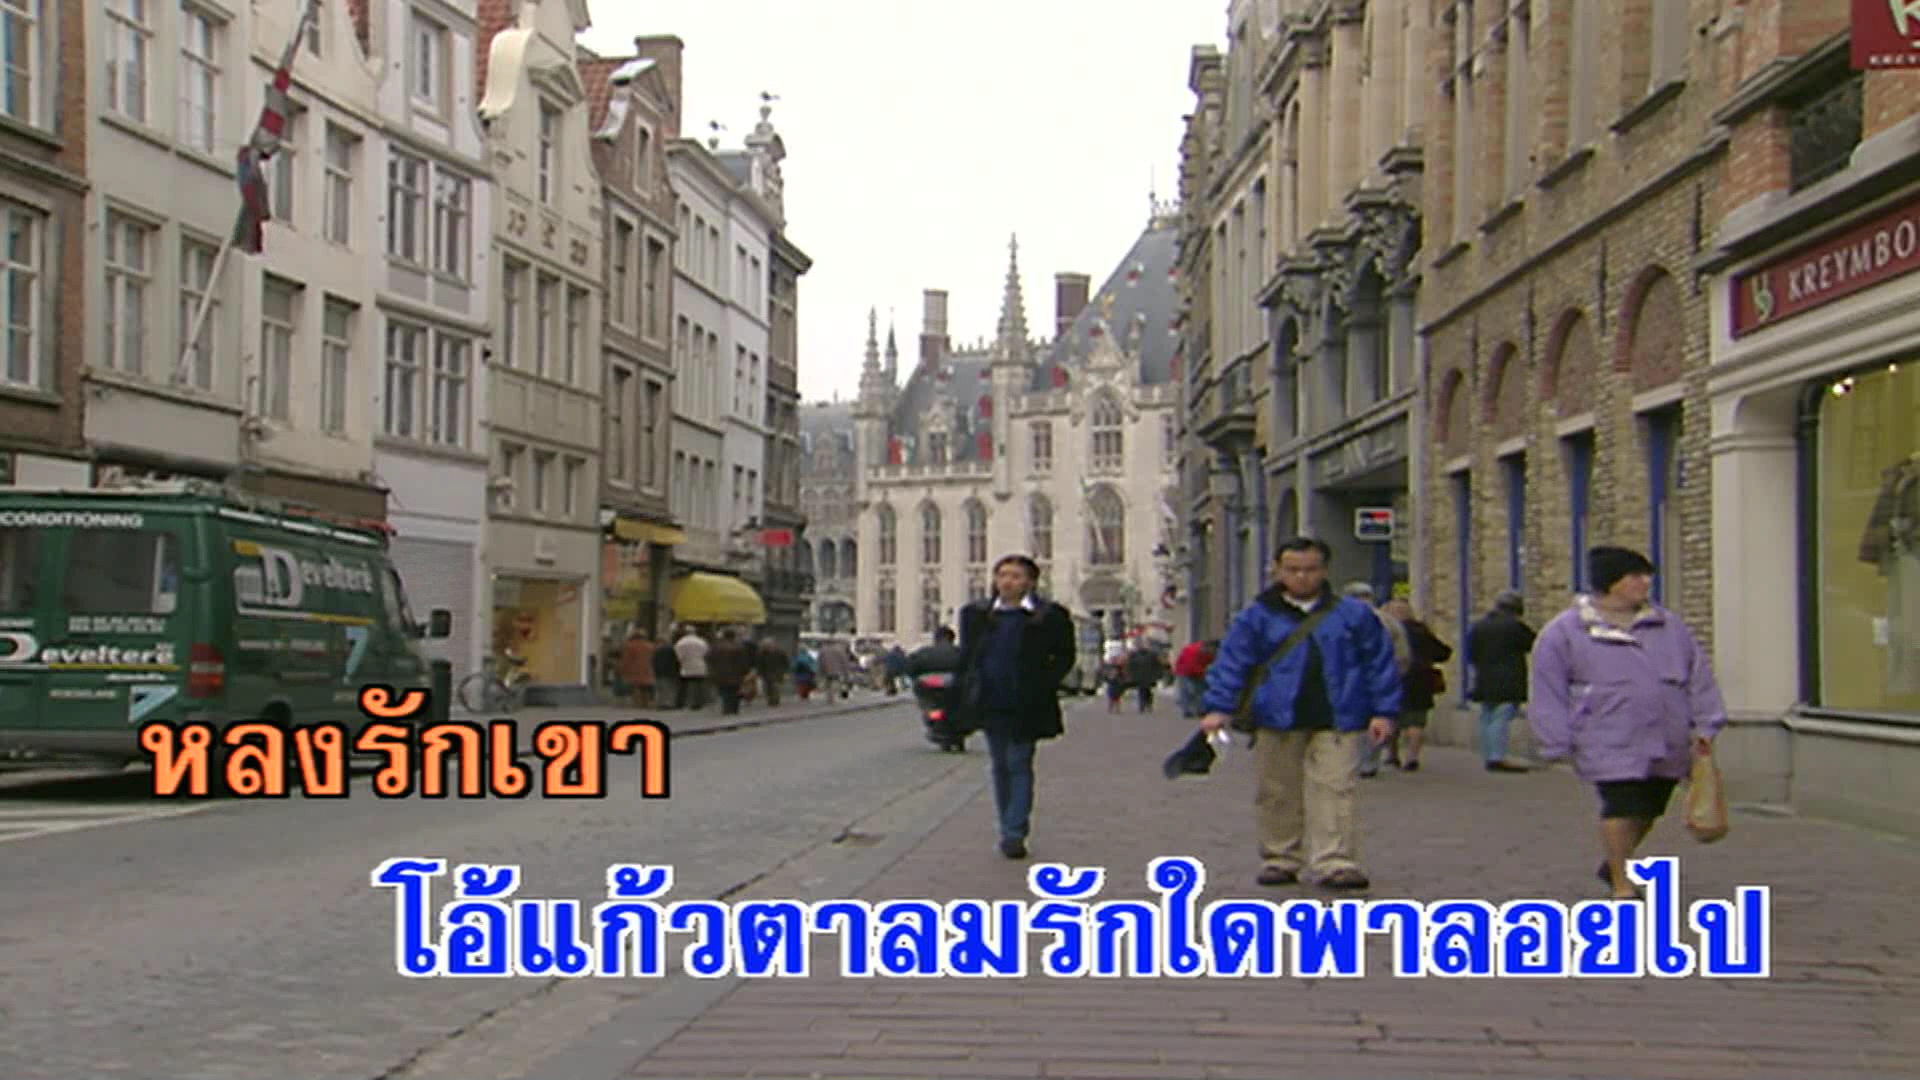 KREYMBO
CONDITIONING
Develtere
Develtere
หลงรักเขา
โอ้แก้วตาลมรักใดพาลอยไป